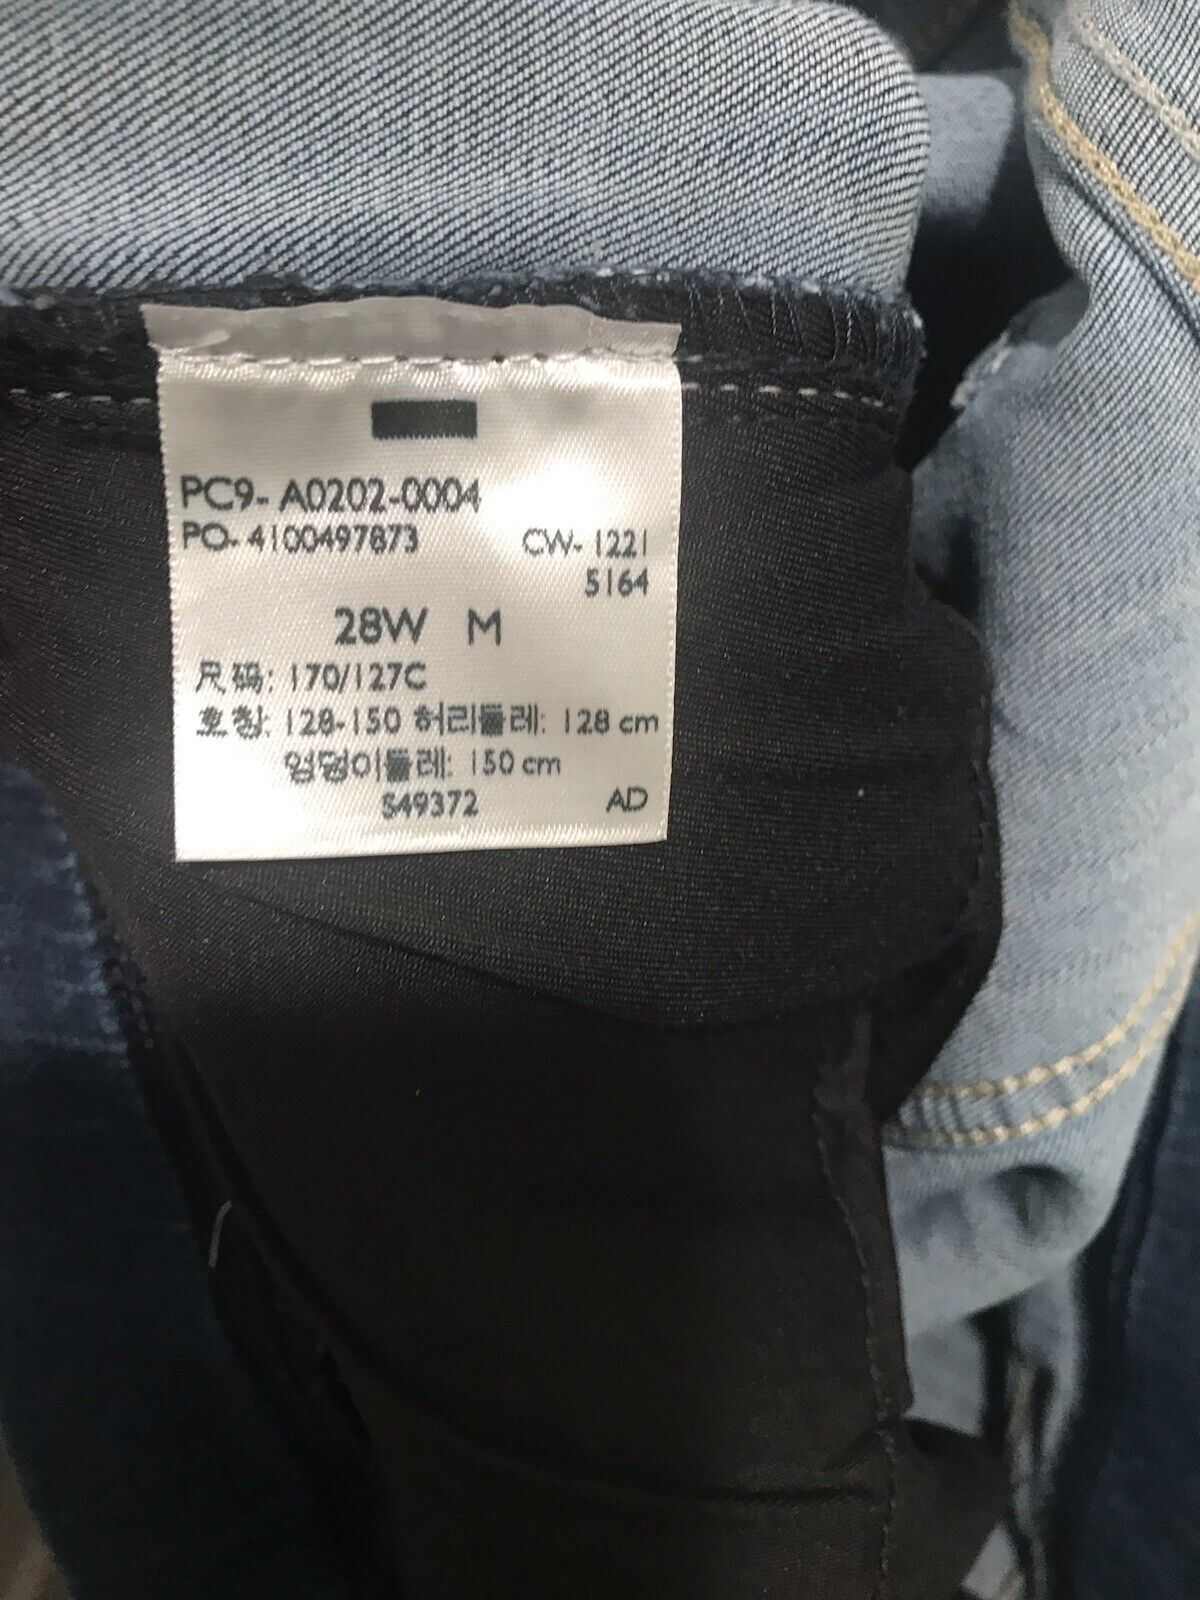 PC9- A0202-0004
PO- 4100497873 CW- 1221
5164
28W M
尺码: 170/127C
호칭: 128-150 허리둘레: 128 cm
엉덩이둘레: 150 cm
S49372 AD